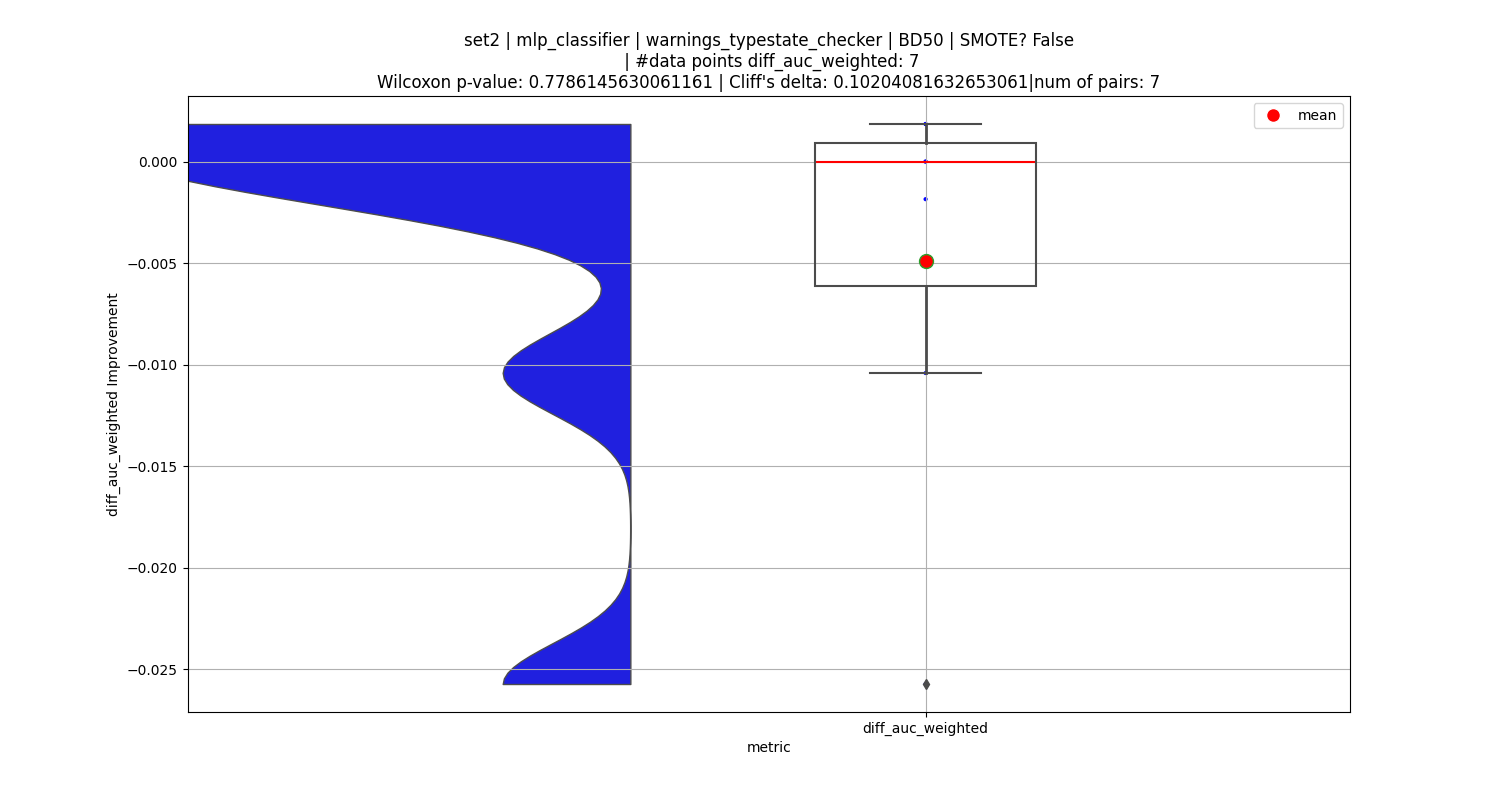 set2 | mlp_classifier | warnings_typestate_checker | BD50 | SMOTE? False
| #data points diff_auc_weighted: 7
Wilcoxon p-value: 0.7786145630061161 | Cliff's delta: 0.10204081632653061|num of pairs: 7
mean
0.000
−0.005
−0.010
−0.015
−0.020
−0.025
diff_auc_weighted Improvement
diff_auc_weighted
metric